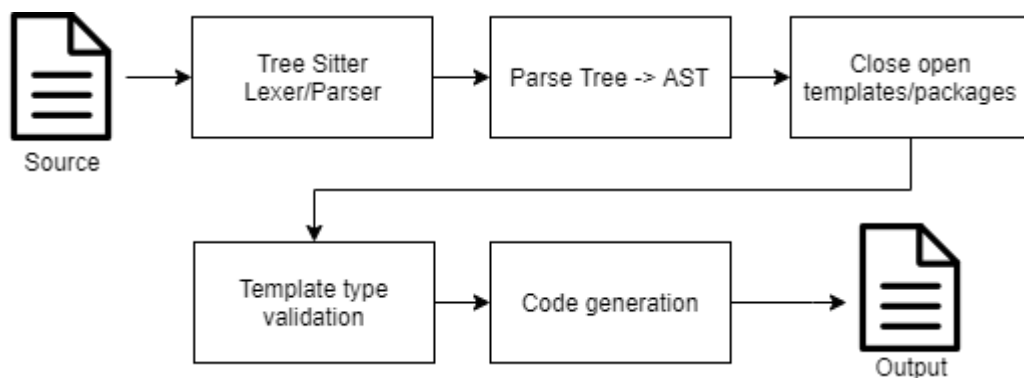 Tree Sitter
Lexer/Parser
Parse Tree -> AST
Close open
templates/packages
Source
Template type
validation
Code generation
Output